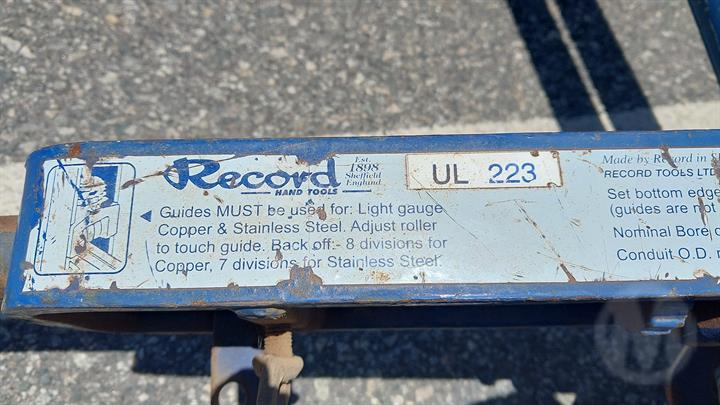 Record
HAND TOOLS
Est.
1898
Sheffield
England
UL 223
Guides MUST be used for: Light gauge
Copper & Stainless Steel. Adjust roller
to touch guide. Back off:- 8 divisions for
Copper, 7 divisions for Stainless Steel.
Made by Record in
RECORD TOOLS LTD
Set bottom edge
(guides are not
Nominal Bore
Conduit O.D.
M